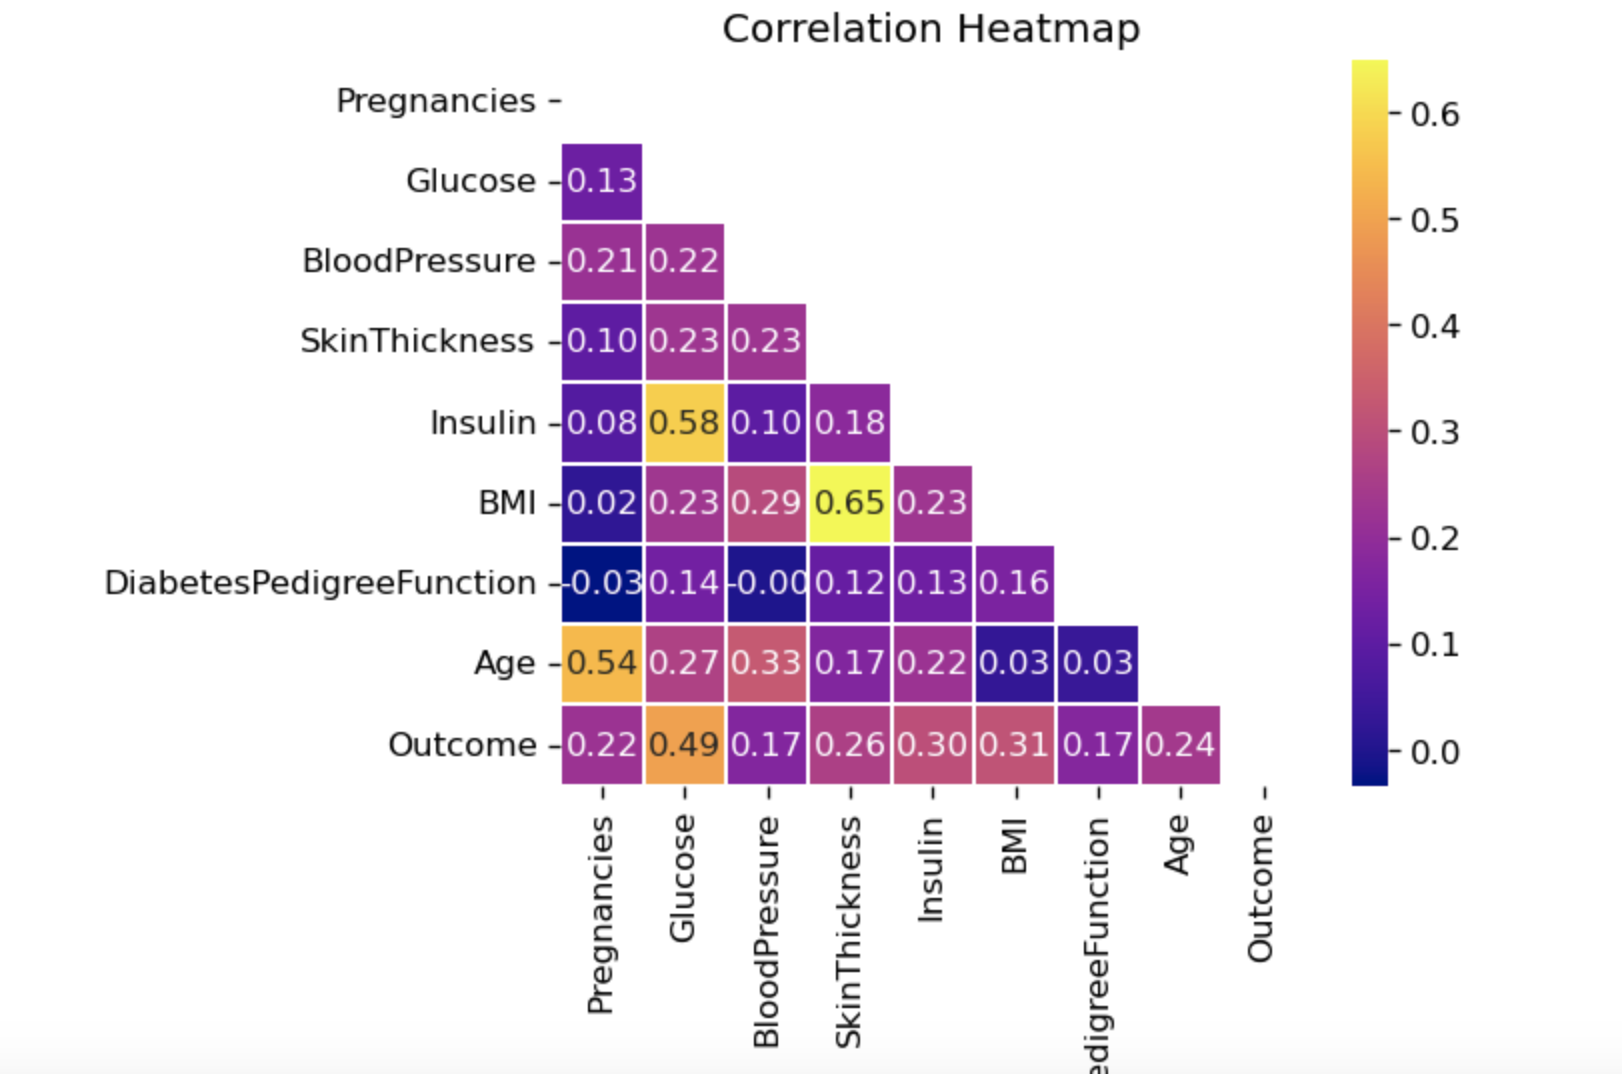 Correlation Heatmap
Pregnancies
Glucose 0.13
BloodPressure 0.21 0.22
SkinThickness 0.10 0.23 0.23
Insulin 0.08 0.58 0.10 0.18
BMI 0.02 0.23 0.29 0.65 0.23
DiabetesPedigreeFunction -0.03 0.14 -0.00 0.12 0.13 0.16
Age 0.54 0.27 0.33 0.17 0.22 0.03 0.03
Outcome 0.22 0.49 0.17 0.26 0.30 0.31 0.17 0.24
Pregnancies
Glucose
BloodPressure
SkinThickness
Insulin
BMI
edigreeFunction
Age
Outcome
0.6
0.5
0.4
0.3
0.2
0.1
0.0